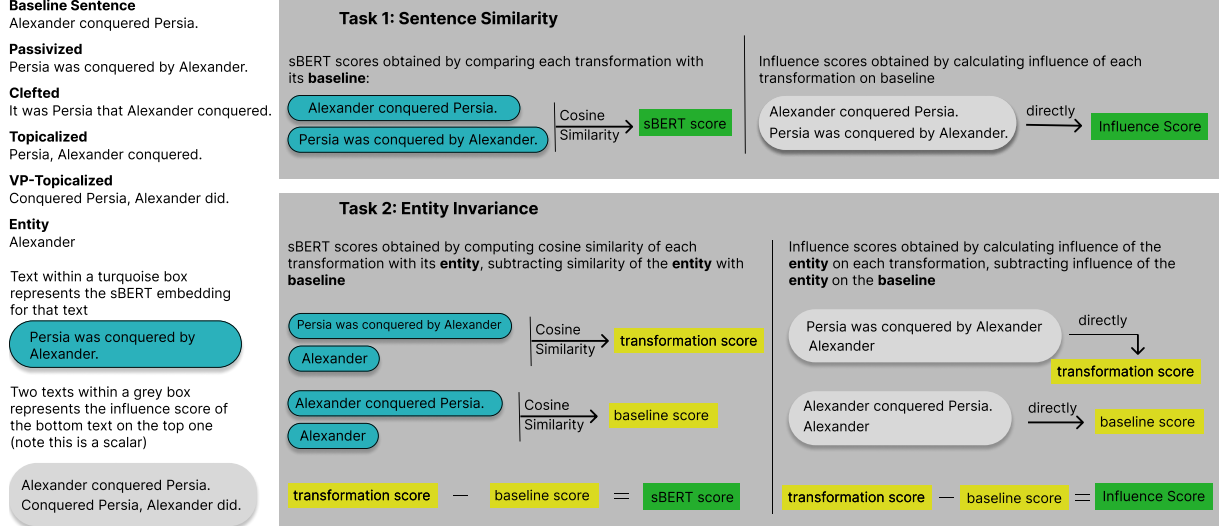 Baseline Sentence
Alexander conquered Persia.
Passivized
Persia was conquered by Alexander.
Clefted
It was Persia that Alexander conquered.
Topicalized
Persia, Alexander conquered.
VP-Topicalized
Conquered Persia, Alexander did.
Entity
Alexander
Text within a turquoise box
represents the sBERT embedding
for that text
Persia was conquered by
Alexander.
Two texts within a grey box
represents the influence score of
the bottom text on the top one
(note this is a scalar)
Alexander conquered Persia.
Conquered Persia, Alexander did.
Task 1: Sentence Similarity
sBERT scores obtained by comparing each transformation with
its baseline:
Alexander conquered Persia.
Persia was conquered by Alexander.
Cosine
Similarity
sBERT score
Influence scores obtained by calculating influence of each
transformation on baseline
Alexander conquered Persia.
Persia was conquered by Alexander.
directly
Influence Score
Task 2: Entity Invariance
sBERT scores obtained by computing cosine similarity of each
transformation with its entity, subtracting similarity of the entity with
baseline
Persia was conquered by Alexander
Alexander
Cosine
Similarity
transformation score
Alexander conquered Persia.
Alexander
Cosine
Similarity
baseline score
transformation score — baseline score = sBERT score
Influence scores obtained by calculating influence of the
entity on each transformation, subtracting influence of the
entity on the baseline
Persia was conquered by Alexander
Alexander
directly
transformation score
Alexander conquered Persia.
Alexander
directly
baseline score
transformation score — baseline score = Influence Score